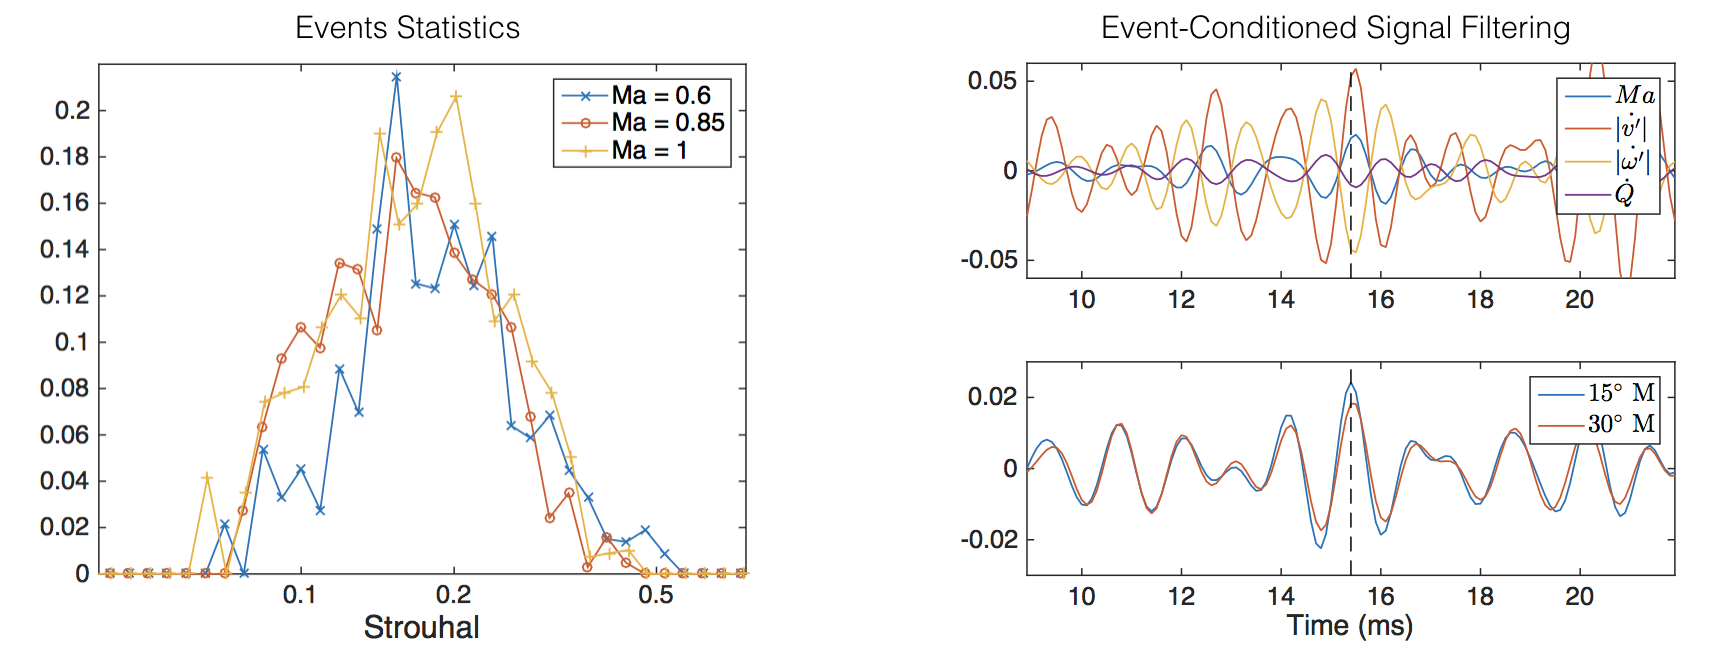 Events Statistics
0.2
0.18
0.16
0.14
0.12
0.1
0.08
0.06
0.04
0.02
0
0.1 0.2 0.5
Strouhal
Ma = 0.6
Ma = 0.85
Ma = 1
Event-Conditioned Signal Filtering
0.05
0
-0.05
10 12 14 16 18 20
Ma
|v̇′|
|ω̇′|
Q̇
0.02
0
-0.02
10 12 14 16 18 20
Time (ms)
15° M
30° M